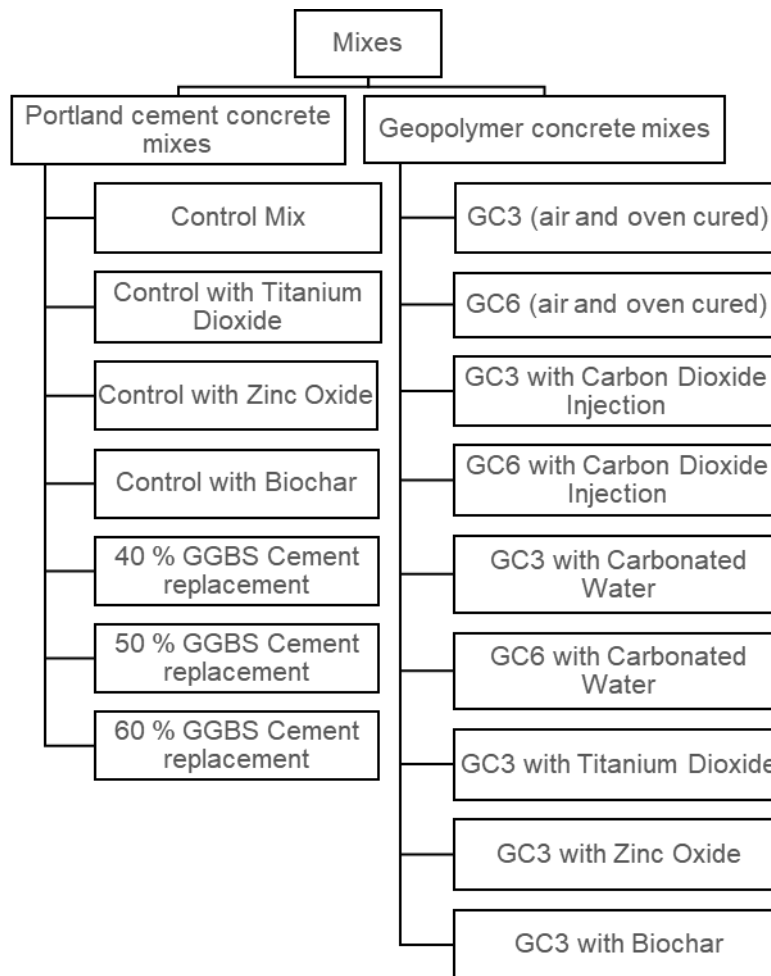 Mixes
Portland cement concrete
mixes
Control Mix
Control with Titanium
Dioxide
Control with Zinc Oxide
Control with Biochar
40 % GGBS Cement
replacement
50 % GGBS Cement
replacement
60 % GGBS Cement
replacement
Geopolymer concrete mixes
GC3 (air and oven cured)
GC6 (air and oven cured)
GC3 with Carbon Dioxide
Injection
GC6 with Carbon Dioxide
Injection
GC3 with Carbonated
Water
GC6 with Carbonated
Water
GC3 with Titanium Dioxide
GC3 with Zinc Oxide
GC3 with Biochar